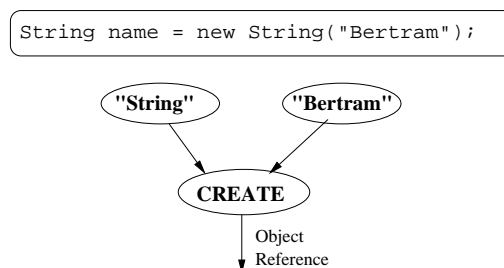 String name = new String("Bertram");
"String" "Bertram"
CREATE
Object
Reference